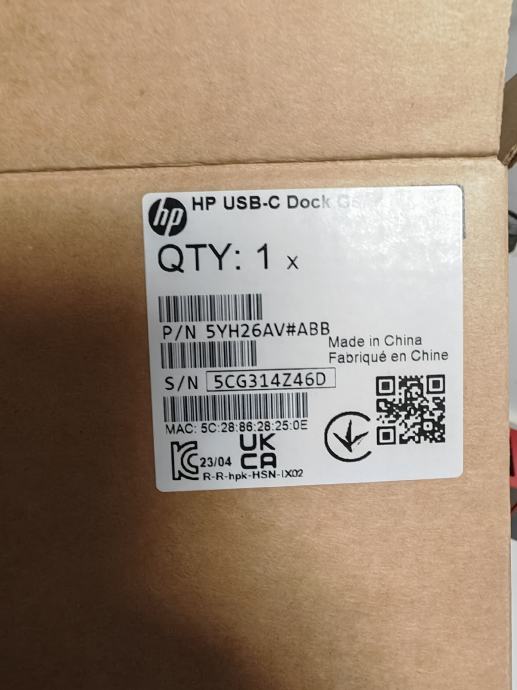 hp
HP USB-C Dock
QTY: 1 x
P/N 5YH26AV#ABB
Made in China
Fabriqué en Chine
S/N 5CG314Z46D
MAC: 5C:28:86:28:25:0E
UK
CA
23/04
R-R-hpk-HSN-IX02